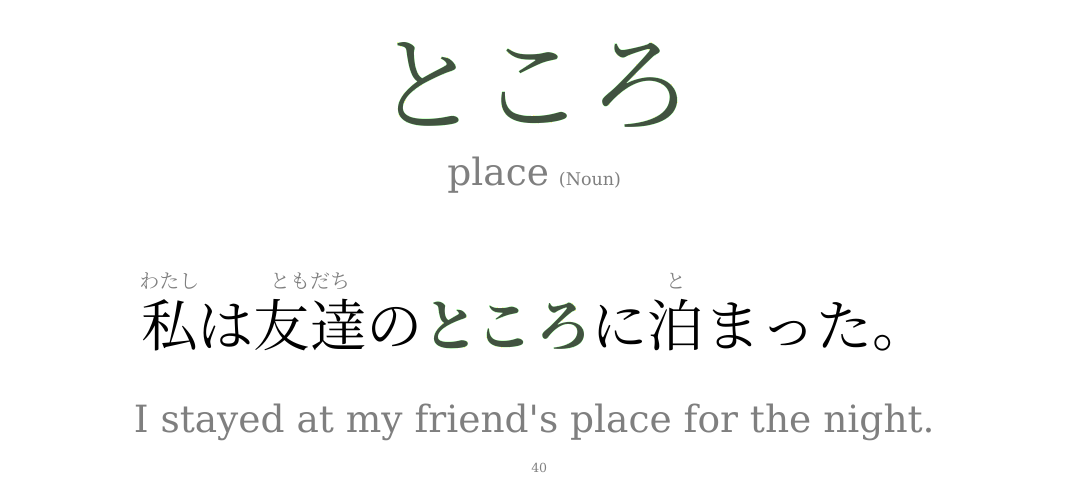 ところ
place (Noun)
わたし ともだち と
私は友達のところに泊まった。
I stayed at my friend's place for the night.
40